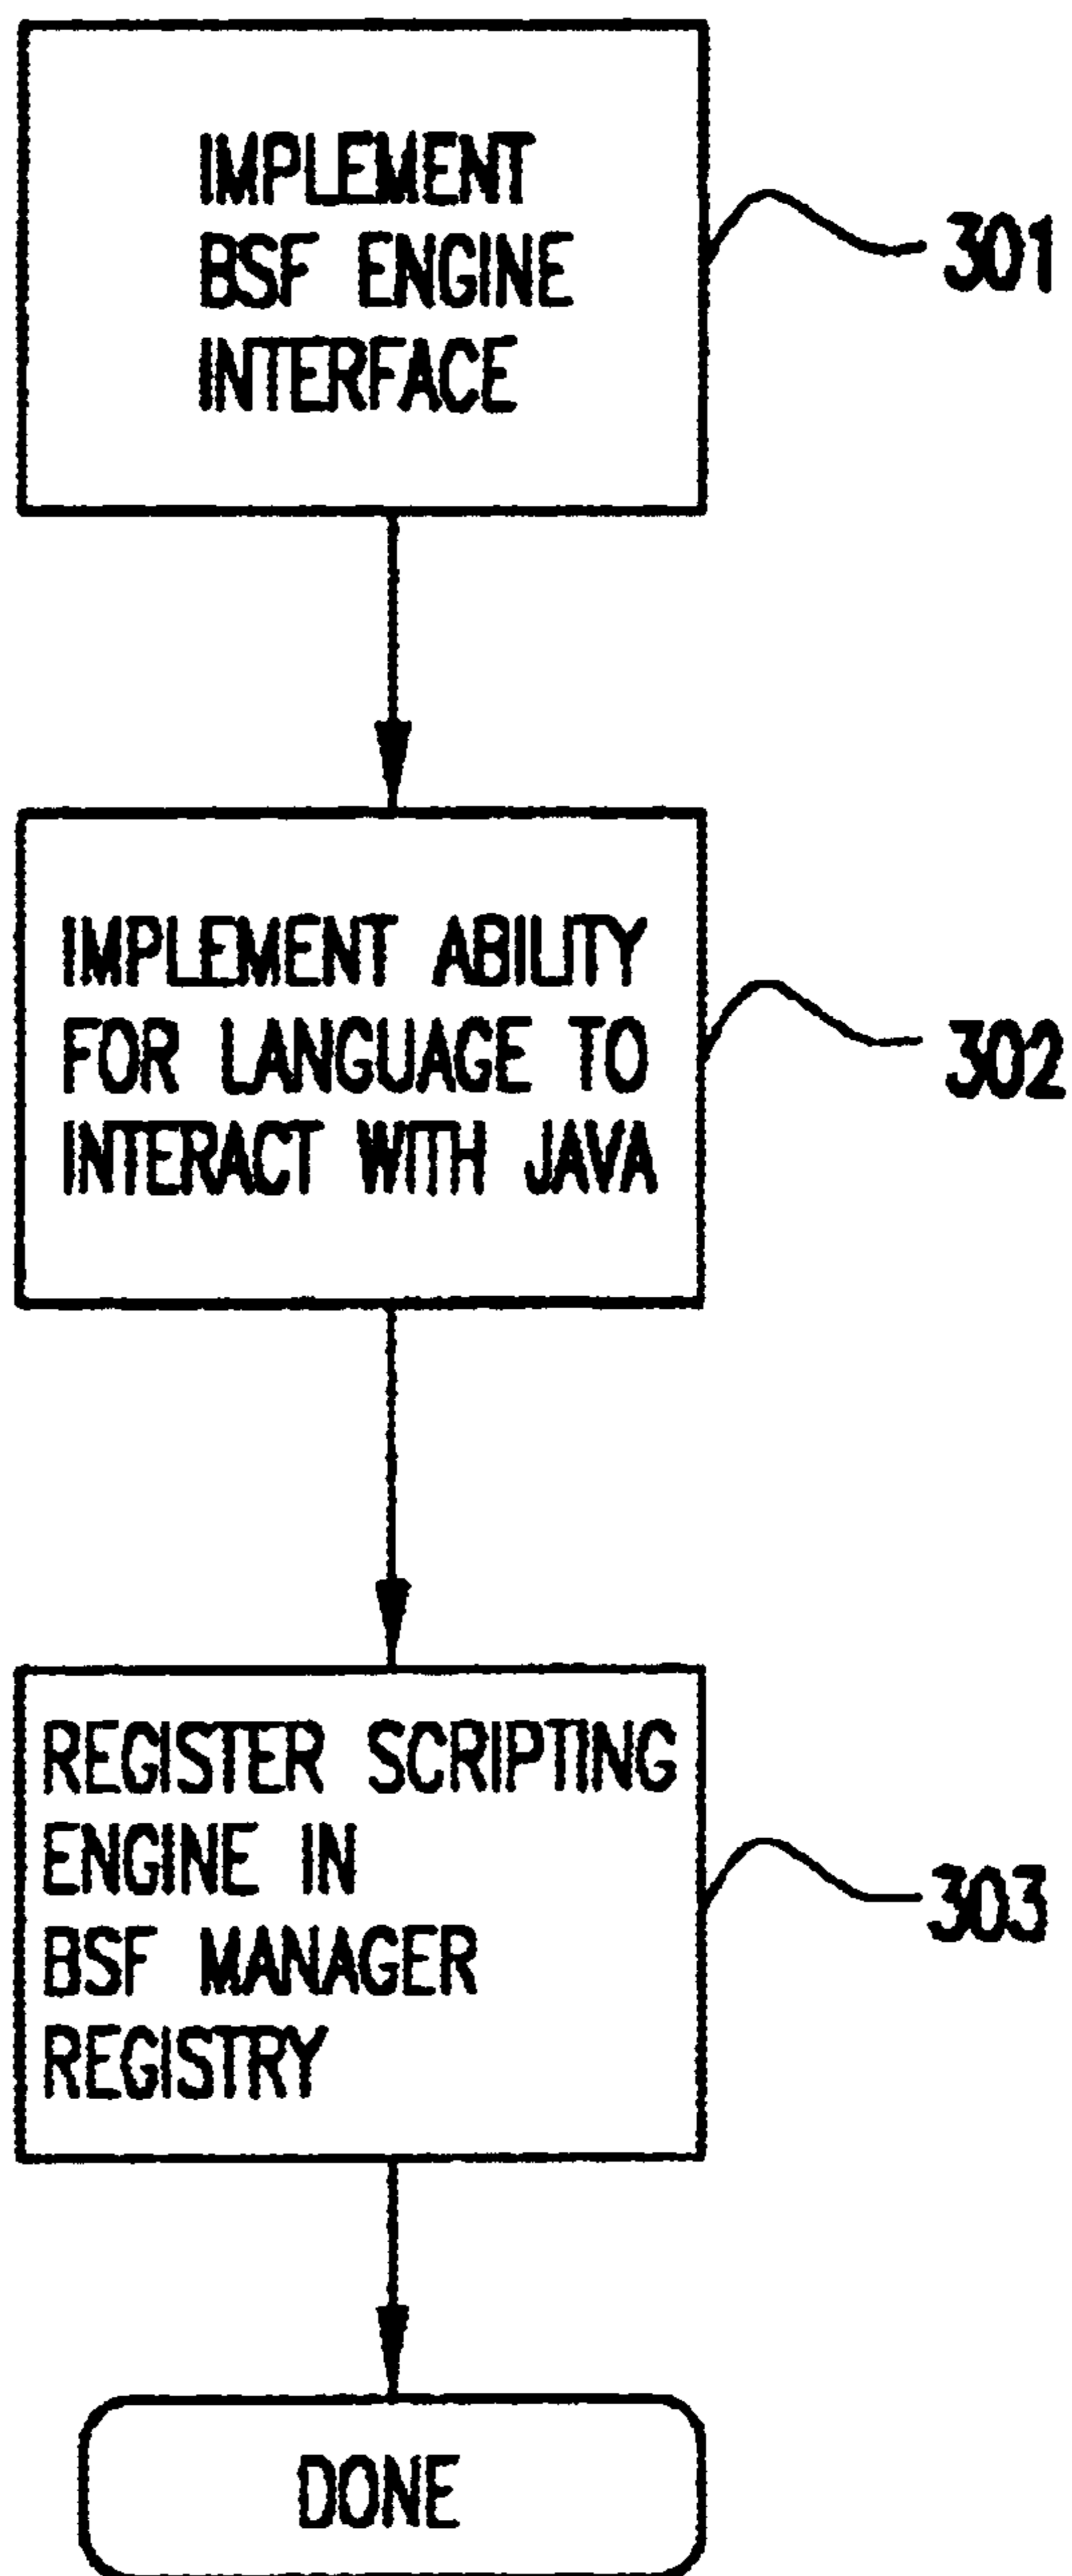 IMPLEMENT
BSF ENGINE
INTERFACE
301
IMPLEMENT ABILITY
FOR LANGUAGE TO
INTERACT WITH JAVA
302
REGISTER SCRIPTING
ENGINE IN
BSF MANAGER
REGISTRY
303
DONE